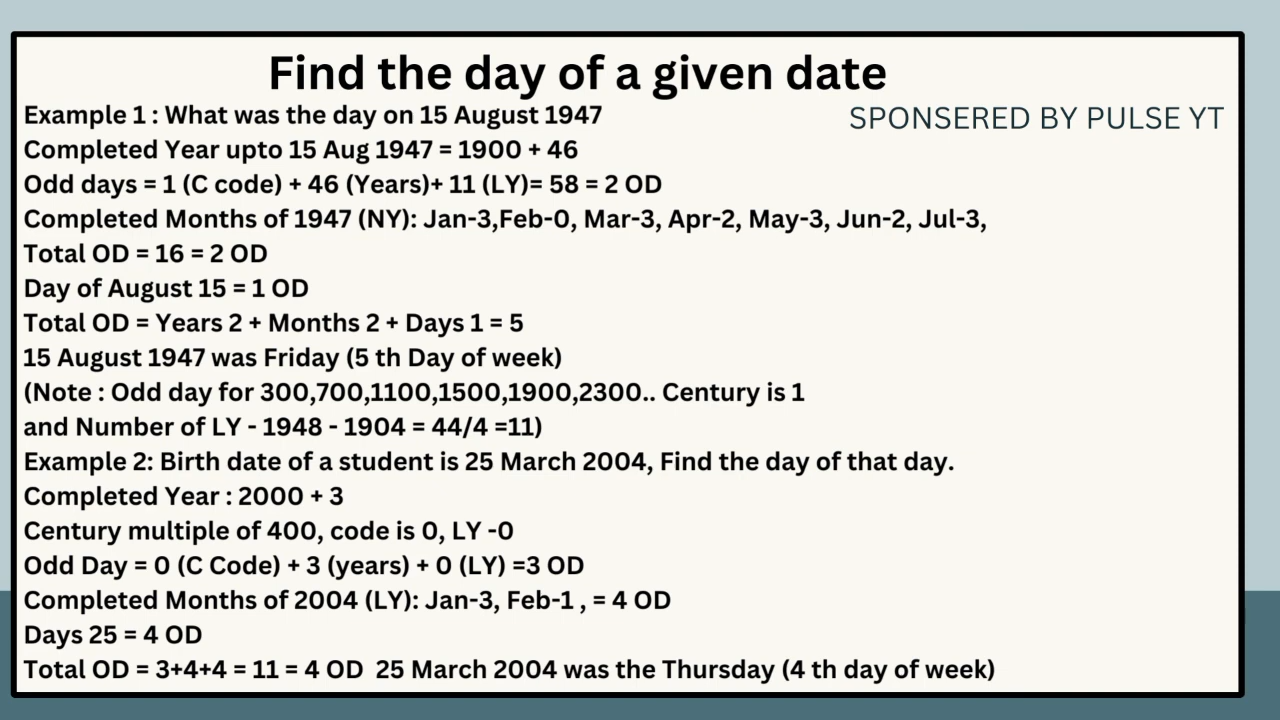 Find the day of a given date
Example 1 : What was the day on 15 August 1947
SPONSERED BY PULSE YT
Completed Year upto 15 Aug 1947 = 1900 + 46
Odd days = 1 (C code) + 46 (Years)+ 11 (LY)= 58 = 2 OD
Completed Months of 1947 (NY): Jan-3,Feb-0, Mar-3, Apr-2, May-3, Jun-2, Jul-3,
Total OD = 16 = 2 OD
Day of August 15 = 1 OD
Total OD = Years 2 + Months 2 + Days 1 = 5
15 August 1947 was Friday (5 th Day of week)
(Note : Odd day for 300,700,1100,1500,1900,2300.. Century is 1
and Number of LY - 1948 - 1904 = 44/4 =11)
Example 2: Birth date of a student is 25 March 2004, Find the day of that day.
Completed Year : 2000 + 3
Century multiple of 400, code is 0, LY -0
Odd Day = 0 (C Code) + 3 (years) + 0 (LY) =3 OD
Completed Months of 2004 (LY): Jan-3, Feb-1 , = 4 OD
Days 25 = 4 OD
Total OD = 3+4+4 = 11 = 4 OD  25 March 2004 was the Thursday (4 th day of week)